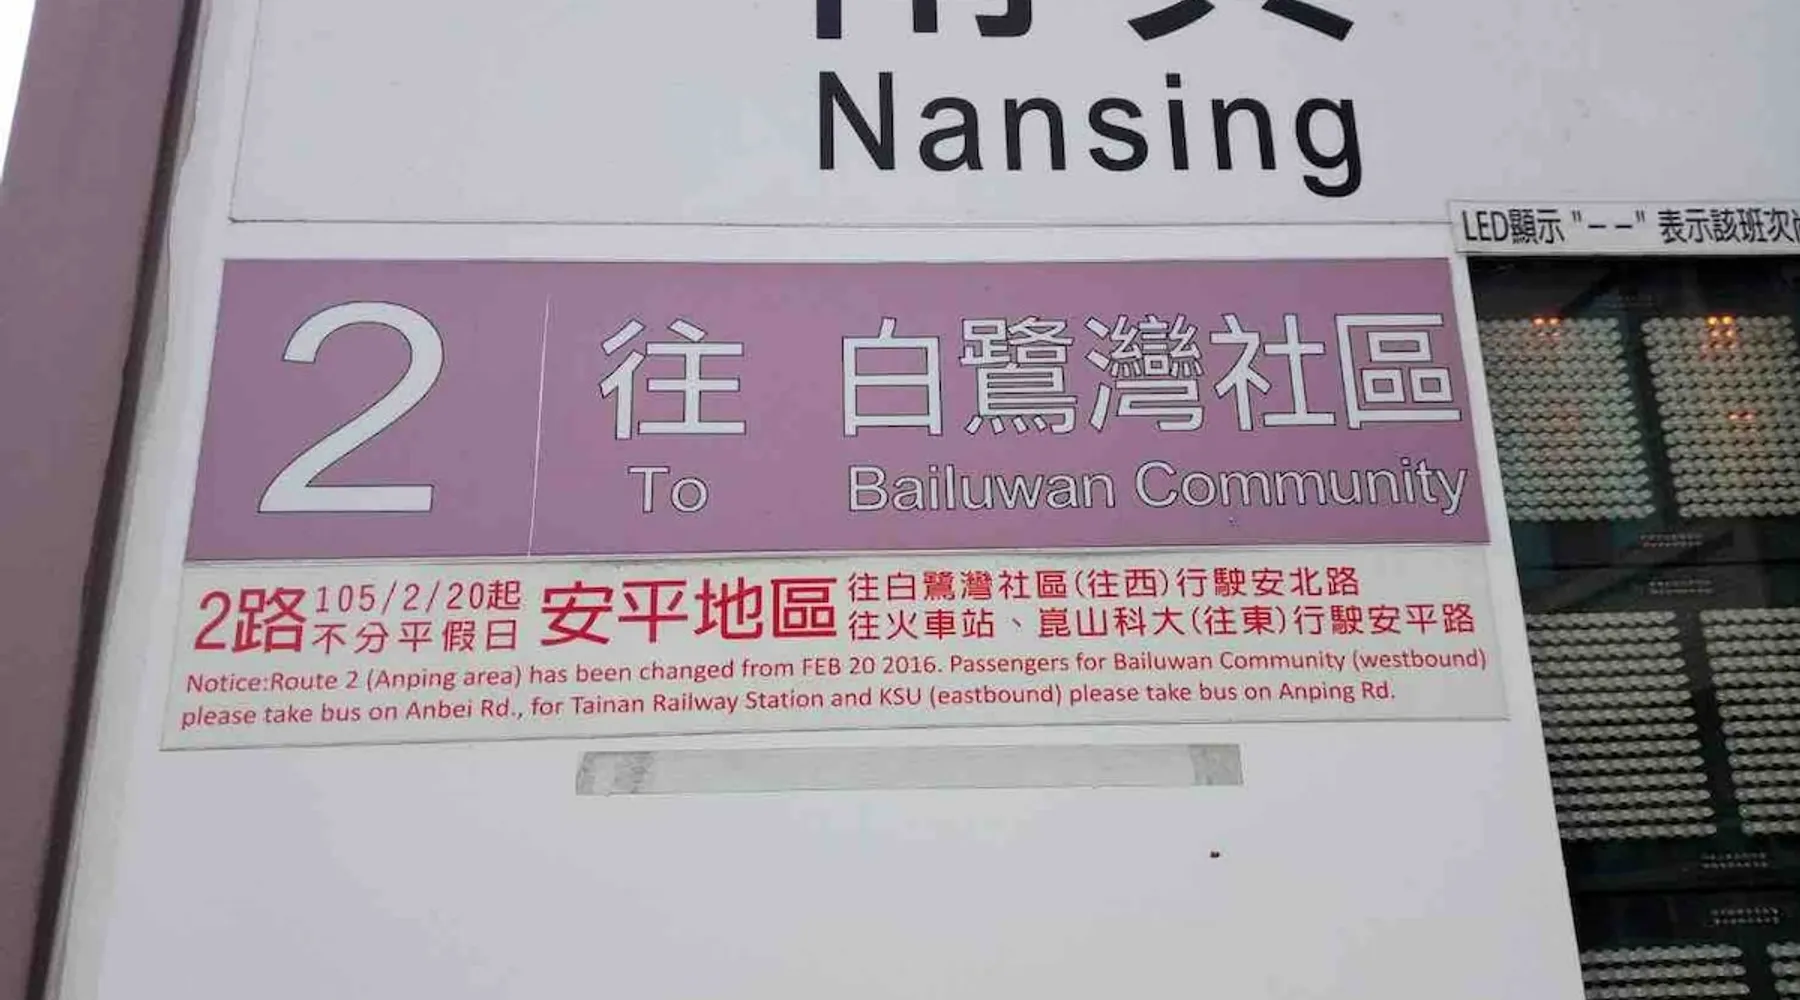 Nansing
LED顯示 "－－" 表示該班次
2 往 白鷺灣社區
To Bailuwan Community
2路 105/2/20起 不分平假日 安平地區
往白鷺灣社區(往西)行駛安北路
往火車站、崑山科大(往東)行駛安平路
Notice:Route 2 (Anping area) has been changed from FEB 20 2016. Passengers for Bailuwan Community (westbound)
please take bus on Anbei Rd., for Tainan Railway Station and KSU (eastbound) please take bus on Anping Rd.